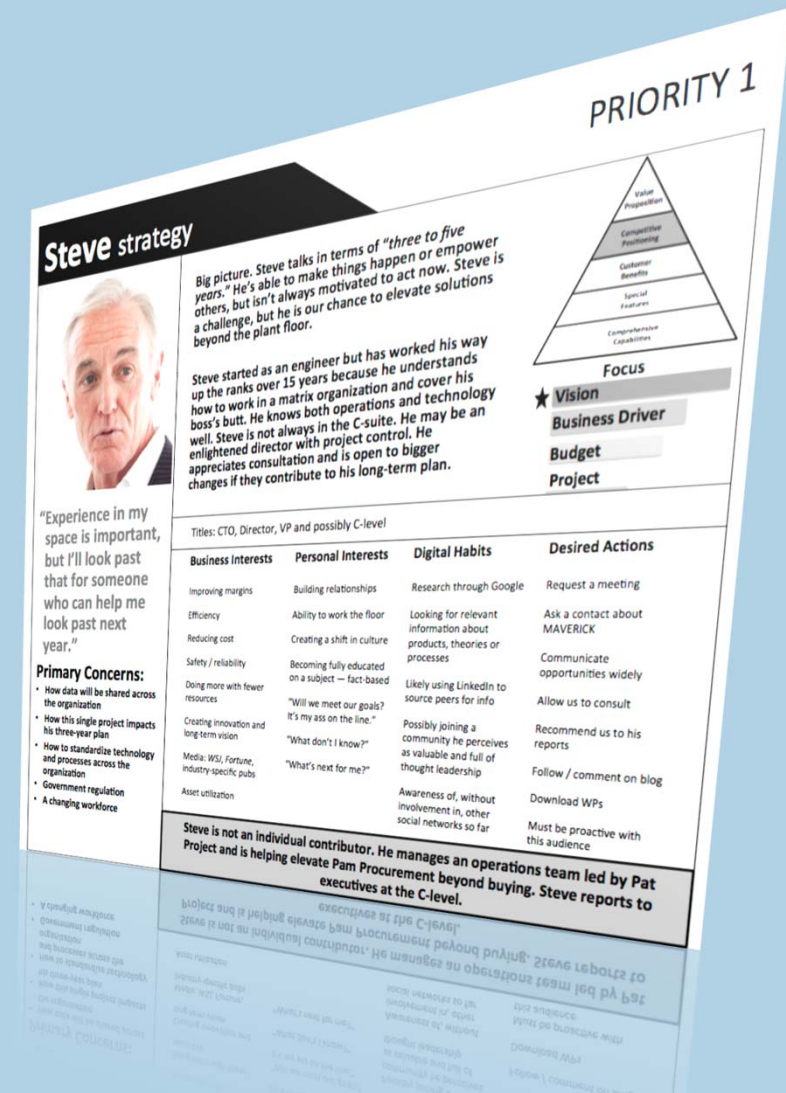 PRIORITY 1
Steve strategy
Big picture. Steve talks in terms of "three to five
years." He's able to make things happen or empower
others, but isn't always motivated to act now. Steve is
a challenge, but he is our chance to elevate solutions
beyond the plant floor.
Steve started as an engineer but has worked his way
up the ranks over 15 years because he understands
how to work in a matrix organization and cover his
boss's butt. He knows both operations and technology
well. Steve is not always in the C-suite. He may be an
enlightened director with project control. He
appreciates consultation and is open to bigger
changes if they contribute to his long-term plan.
Value
Proposition
Competitive
Positioning
Customer
Benefits
Special
Features
Comprehensive
Capabilities
Focus
Vision
Business Driver
Budget
Project
"Experience in my
space is important,
but I'll look past
that for someone
who can help me
look past next
year."
Primary Concerns:
• How data will be shared across
the organization
• How this single project impacts
his three-year plan
• How to standardize technology
and processes across the
organization
• Government regulation
• A changing workforce
Titles: CTO, Director, VP and possibly C-level
Business Interests
Improving margins
Efficiency
Reducing cost
Safety / reliability
Doing more with fewer
resources
Creating innovation and
long-term vision
Media: WSJ, Fortune,
industry-specific pubs
Asset utilization
Personal Interests
Building relationships
Ability to work the floor
Creating a shift in culture
Becoming fully educated
on a subject — fact-based
"Will we meet our goals?
It's my ass on the line."
"What don't I know?"
"What's next for me?"
Digital Habits
Research through Google
Looking for relevant
information about
products, theories or
processes
Likely using LinkedIn to
source peers for info
Possibly joining a
community he perceives
as valuable and full of
thought leadership
Awareness of, without
involvement in, other
social networks so far
Desired Actions
Request a meeting
Ask a contact about
MAVERICK
Communicate
opportunities widely
Allow us to consult
Recommend us to his
reports
Follow / comment on blog
Download WPs
Must be proactive with
this audience
Steve is not an individual contributor. He manages an operations team led by Pat
Project and is helping elevate Pam Procurement beyond buying. Steve reports to
executives at the C-level.